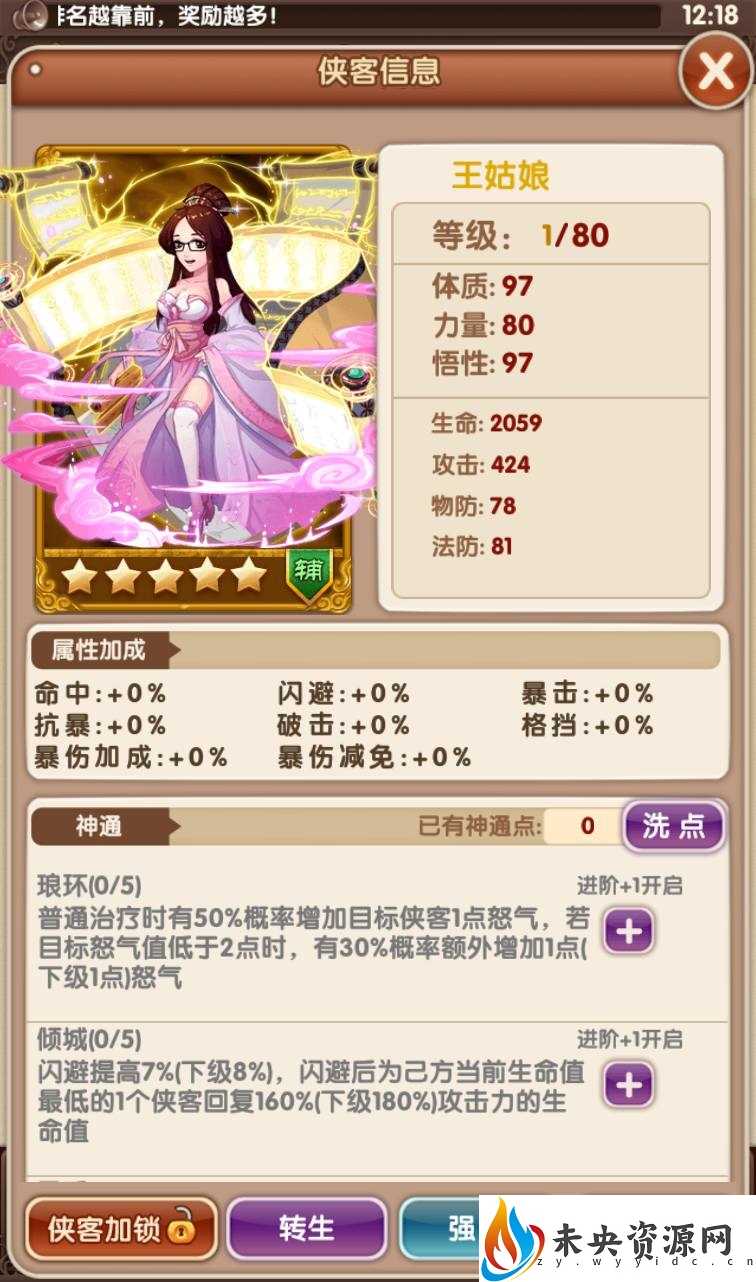 非名越靠前，奖励越多！
12:18
侠客信息
王姑娘
等级： 1/80
体质: 97
力量: 80
悟性: 97
生命: 2059
攻击: 424
物防: 78
法防: 81
辅
属性加成
命中:+0% 闪避:+0% 暴击:+0%
抗暴:+0% 破击:+0% 格挡:+0%
暴伤加成:+0% 暴伤减免:+0%
神通 已有神通点: 0 洗点
琅环(0/5) 进阶+1开启
普通治疗时有50%概率增加目标侠客1点怒气，若
目标怒气值低于2点时，有30%概率额外增加1点(
下级1点)怒气
倾城(0/5) 进阶+1开启
闪避提高7%(下级8%)，闪避后为己方当前生命值
最低的1个侠客回复160%(下级180%)攻击力的生
命值
侠客加锁 转生 强
未央资源网
zy.wyyidc.cn